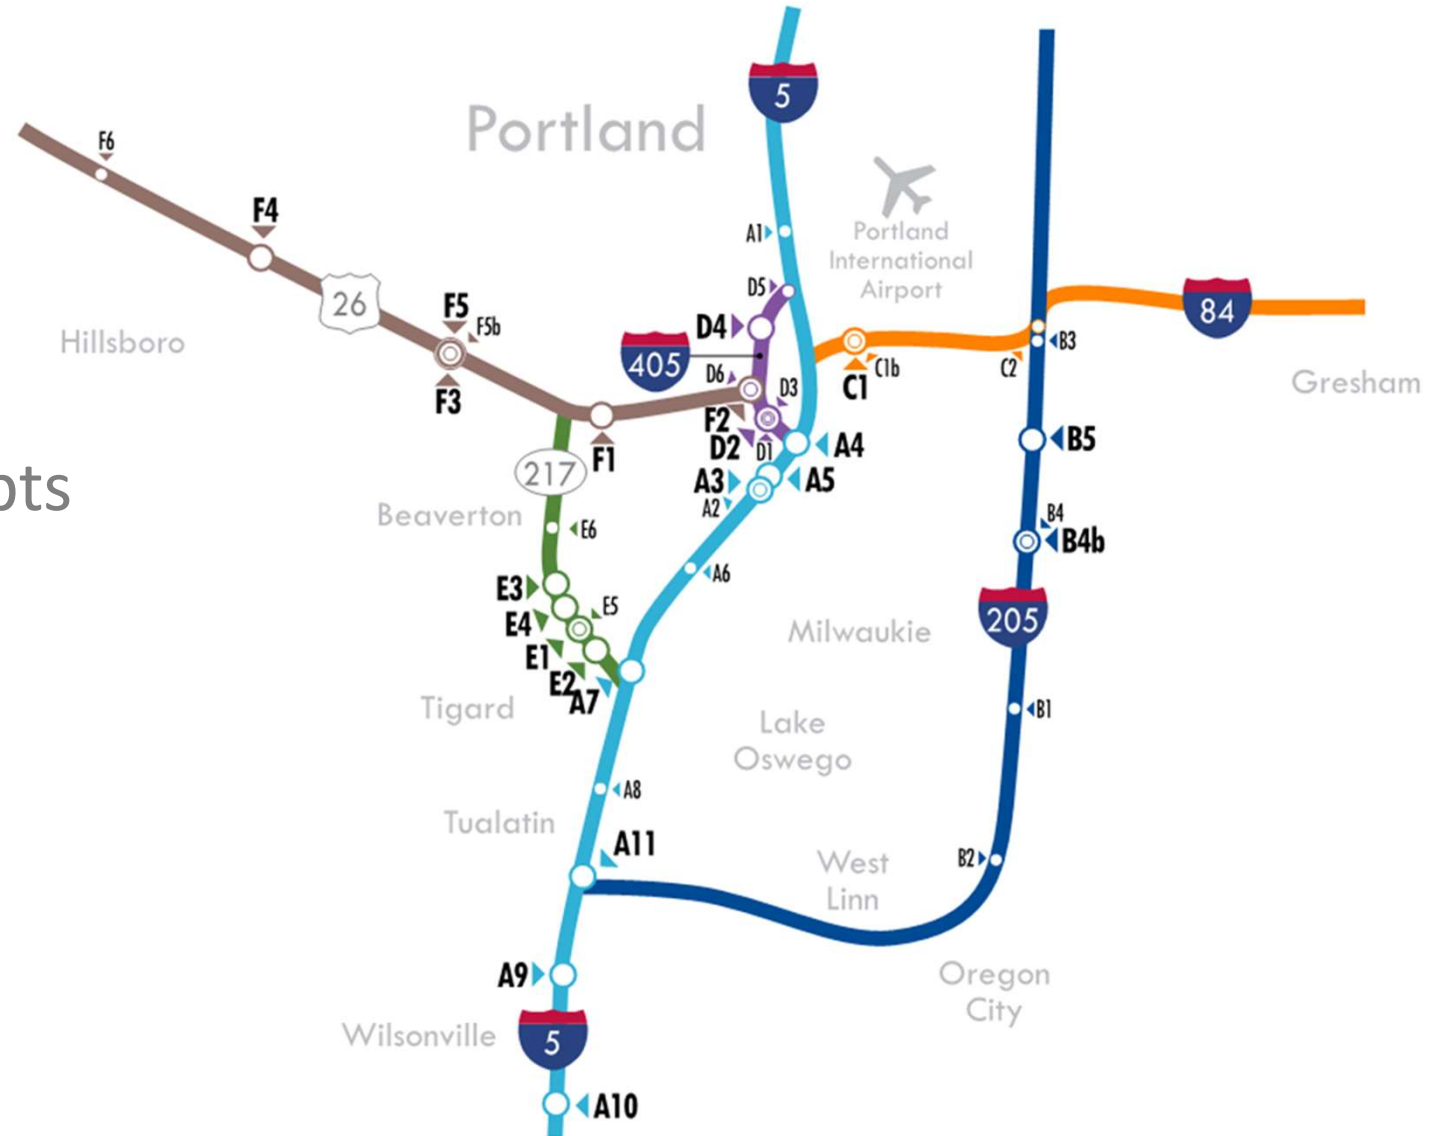 5
Portland
F6
F4
A1
Portland
International
Airport
26
D5
84
F5
F5b
D4
405
B3
Hillsboro
D6
C2
C1b
C1
D3
Gresham
F3
F2
D2
D1
A4
B5
F1
217
A3
A5
A2
pts
Beaverton
E6
B4
B4b
A6
E3
E5
E4
205
Milwaukie
E1
E2
A7
Tigard
B1
Lake
Oswego
A8
Tualatin
A11
West
Linn
B2
A9
Oregon
City
Wilsonville
5
A10